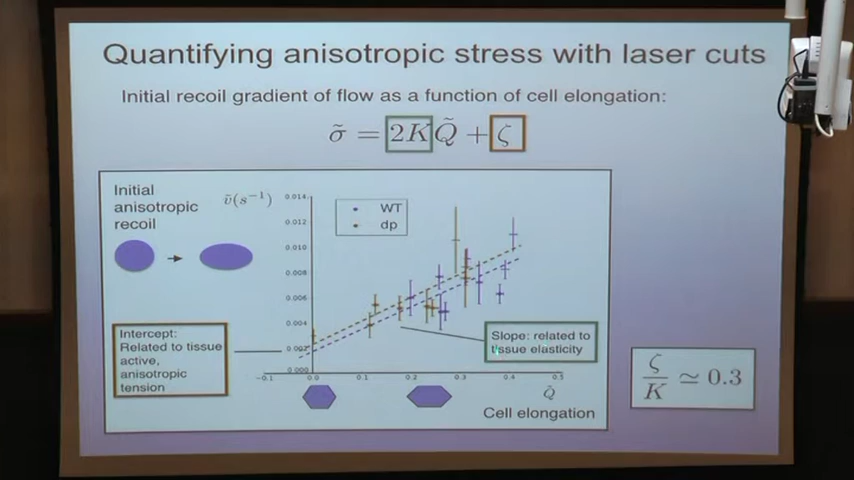 Quantifying anisotropic stress with laser cuts
Initial recoil gradient of flow as a function of cell elongation:
σ̃ = 2KQ̃ + ζ
Initial
anisotropic
recoil
ṽ(s⁻¹)
0.014
0.012
0.010
0.008
0.006
0.004
0.002
0.000
WT
dp
Intercept:
Related to tissue
active,
anisotropic
tension
Slope: related to
tissue elasticity
−0.1 0.0 0.1 0.2 0.3 0.4 0.5
Q̃
Cell elongation
ζ/K ≃ 0.3